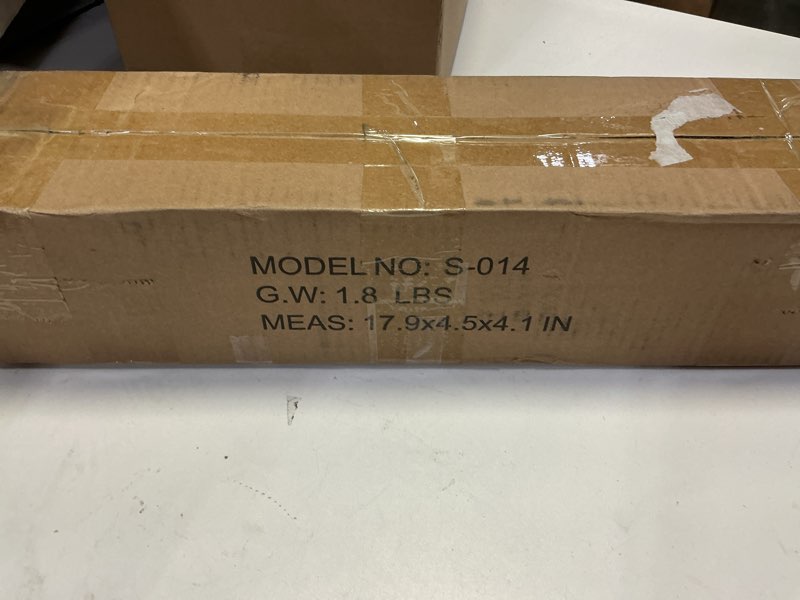 MODEL NO: S-014
G.W: 1.8 LBS
MEAS: 17.9x4.5x4.1 IN